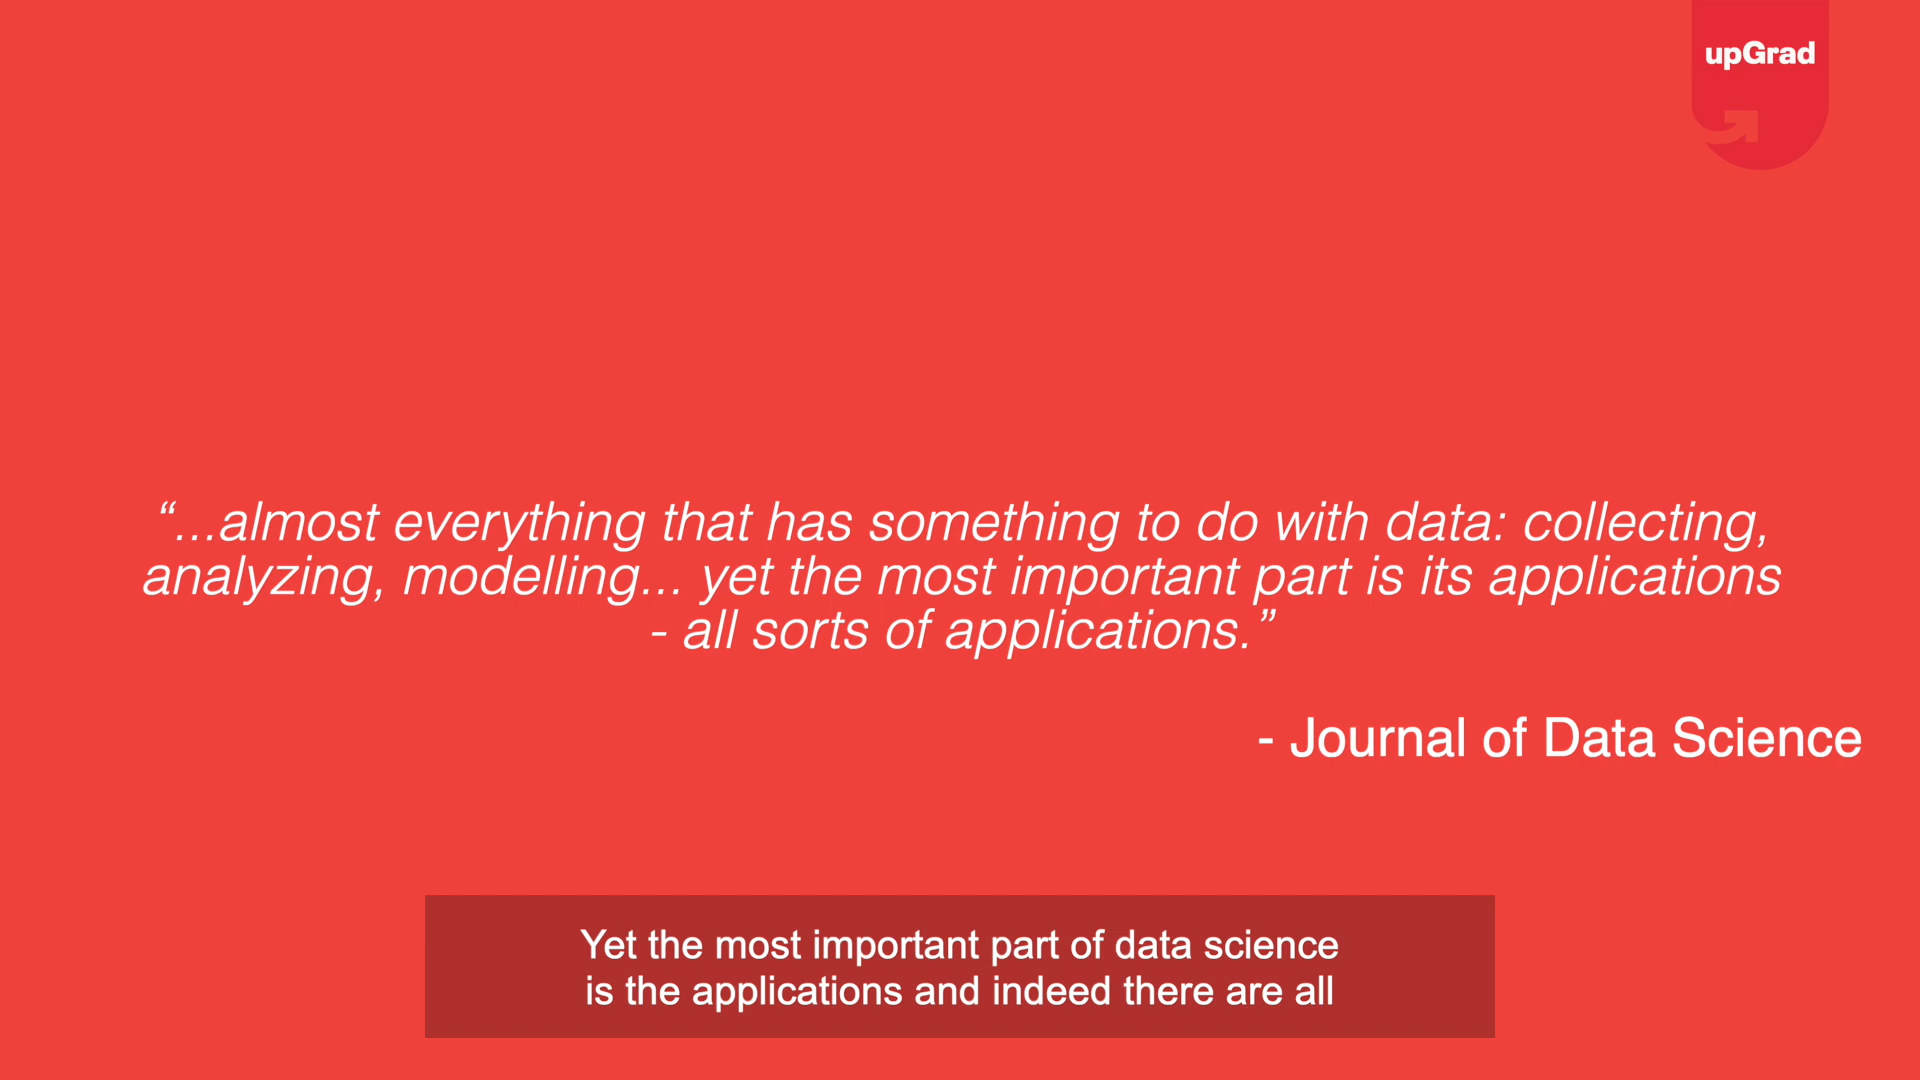 upGrad
“...almost everything that has something to do with data: collecting,
analyzing, modelling... yet the most important part is its applications
- all sorts of applications.”
- Journal of Data Science
Yet the most important part of data science
is the applications and indeed there are all